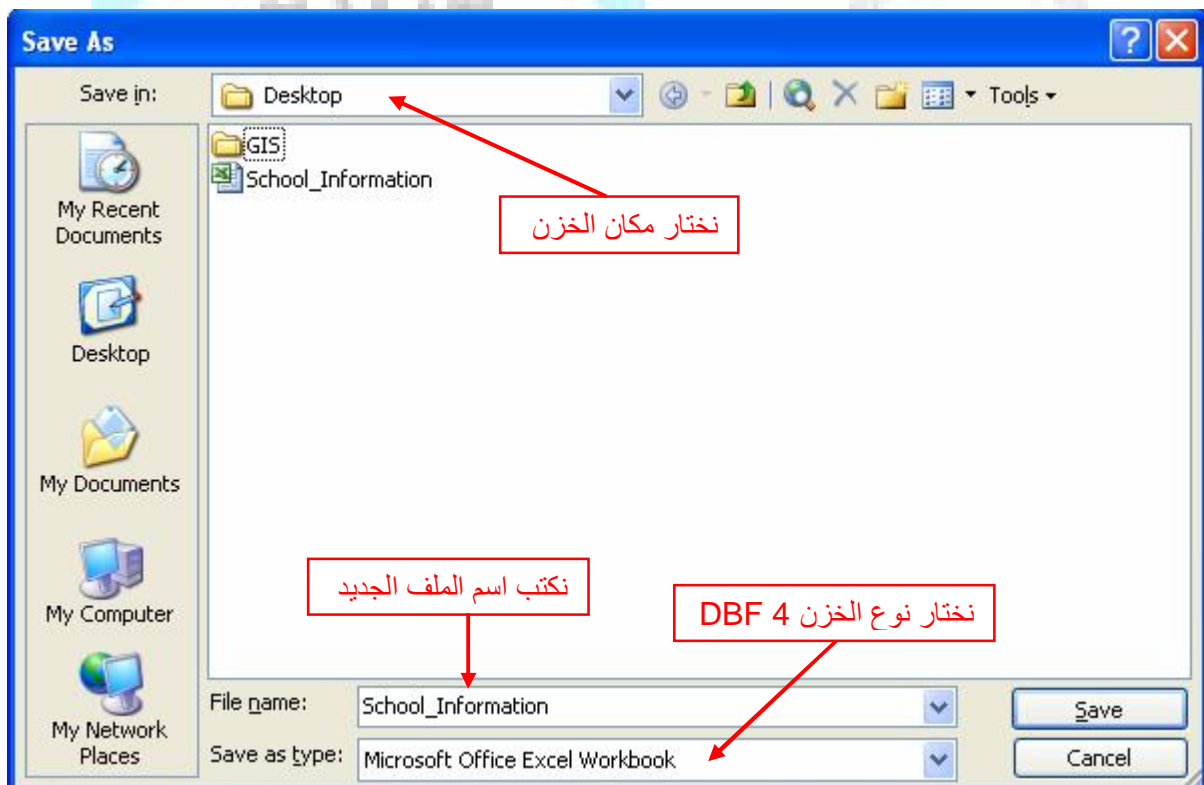 Save As
Save in:
Desktop
Tools
GIS
School_Information
نختار مكان الخزن
My Recent
Documents
Desktop
My Documents
My Computer
My Network
Places
نكتب اسم الملف الجديد
نختار نوع الخزن DBF 4
File name:
School_Information
Save
Save as type:
Microsoft Office Excel Workbook
Cancel